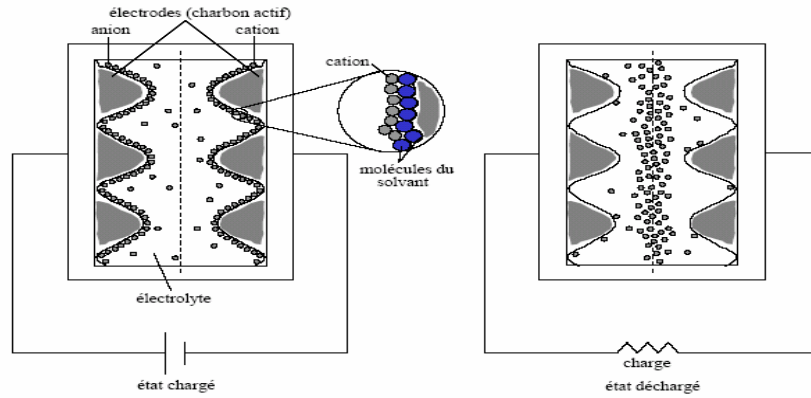 électrodes (charbon actif)
anion
cation
cation
molécules du
solvant
électrolyte
état chargé
charge
état déchargé